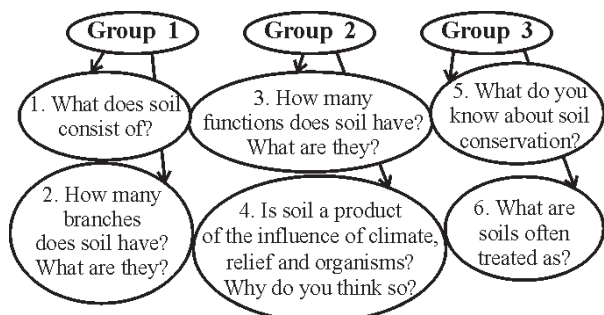 Group 1
Group 2
Group 3
1. What does soil
consist of?
2. How many
branches
does soil have?
What are they?
3. How many
functions does soil have?
What are they?
4. Is soil a product
of the influence of climate,
relief and organisms?
Why do you think so?
5. What do you
know about soil
conservation?
6. What are
soils often
treated as?